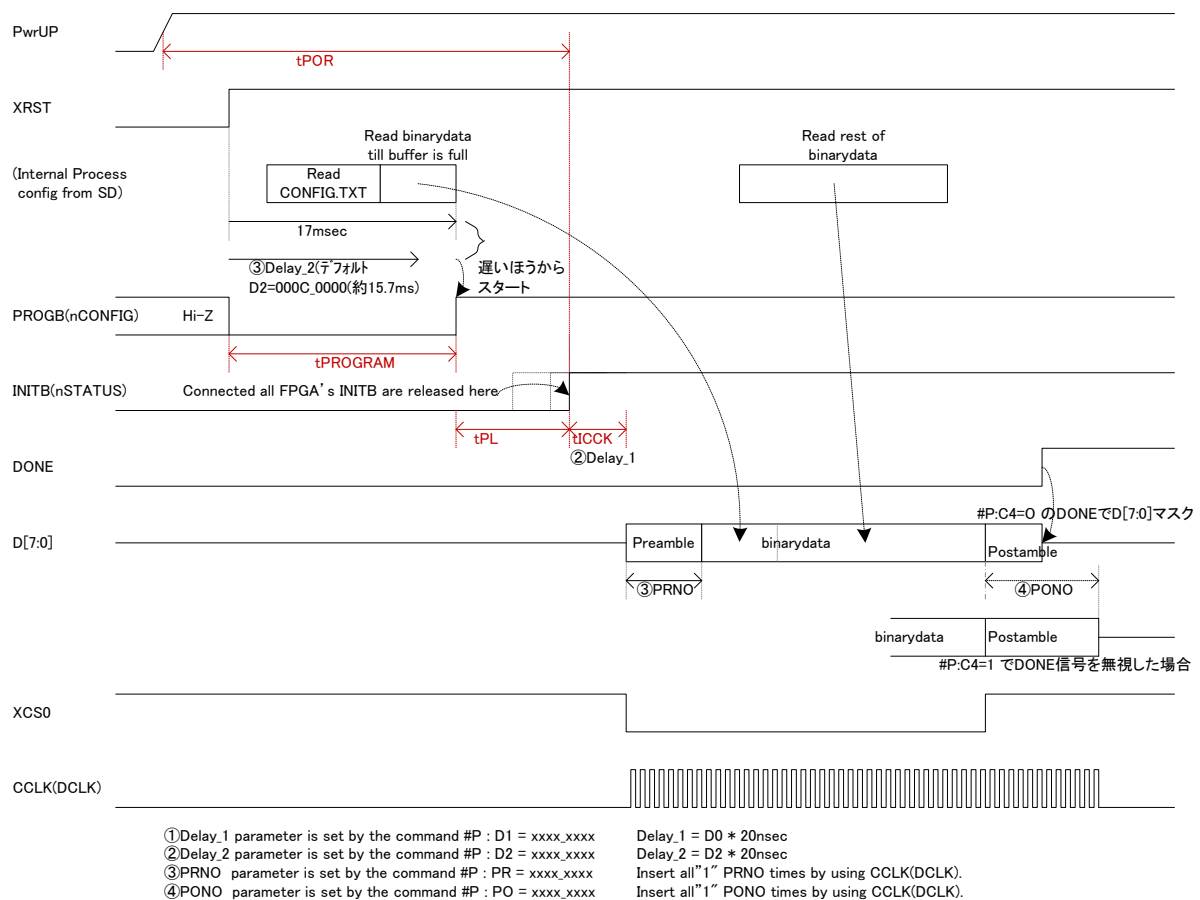 PwrUP
tPOR
XRST
Read binarydata
till buffer is full
Read rest of
binarydata
(Internal Process
config from SD)
Read
CONFIG.TXT
17msec
③Delay_2(デフォルト
D2=000C_0000(約15.7ms)
遅いほうから
スタート
PROGB(nCONFIG)
Hi-Z
tPROGRAM
INITB(nSTATUS)
Connected all FPGA's INITB are released here
tPL
tICCK
②Delay_1
DONE
#P:C4=0 のDONEでD[7:0]マスク
D[7:0]
Preamble
binarydata
Postamble
③PRNO
④PONO
binarydata
Postamble
#P:C4=1 でDONE信号を無視した場合
XCS0
CCLK(DCLK)
①Delay_1 parameter is set by the command #P : D1 = xxxx_xxxx Delay_1 = D0 * 20nsec
②Delay_2 parameter is set by the command #P : D2 = xxxx_xxxx Delay_2 = D2 * 20nsec
③PRNO parameter is set by the command #P : PR = xxxx_xxxx Insert all"1" PRNO times by using CCLK(DCLK).
④PONO parameter is set by the command #P : PO = xxxx_xxxx Insert all"1" PONO times by using CCLK(DCLK).